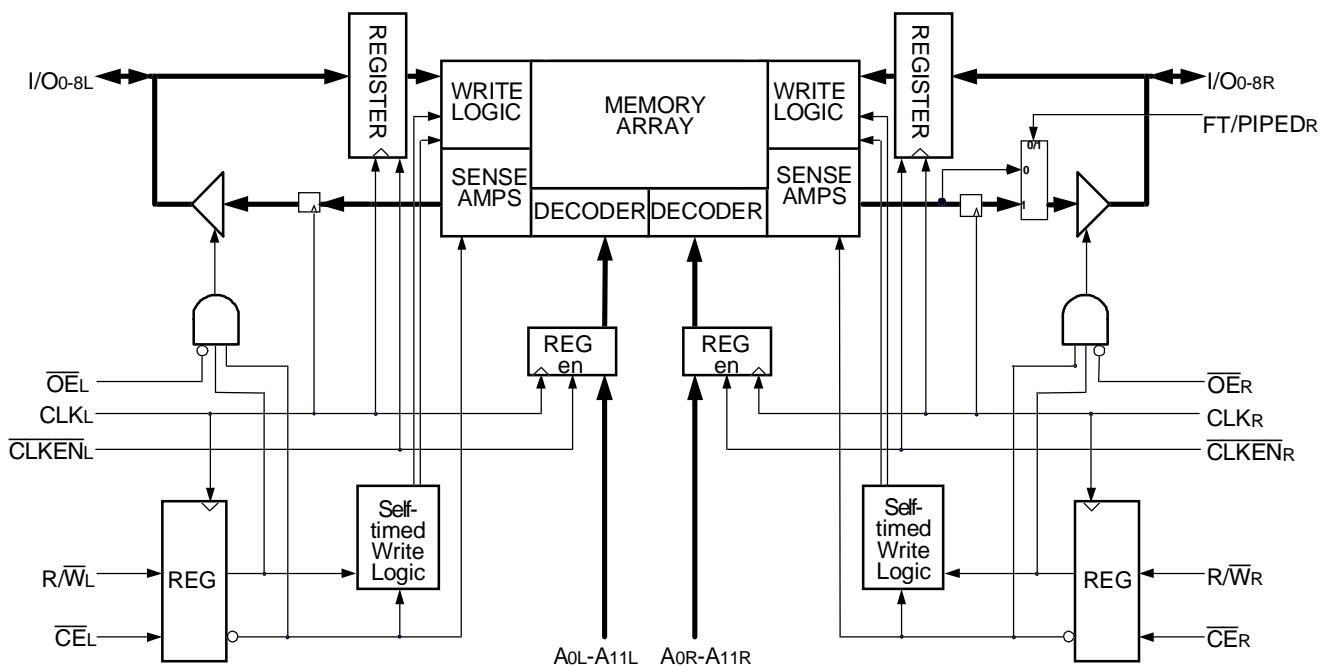 I/O0-8L
REGISTER
WRITE
LOGIC
MEMORY
ARRAY
WRITE
LOGIC
REGISTER
I/O0-8R
FT/PIPEDR
0/1
0
1
SENSE
AMPS
DECODER
DECODER
SENSE
AMPS
REG
en
REG
en
OEL
CLKL
CLKENL
OER
CLKR
CLKENR
Self-
timed
Write
Logic
Self-
timed
Write
Logic
R/WL
REG
CEL
REG
R/WR
CER
A0L-A11L
A0R-A11R